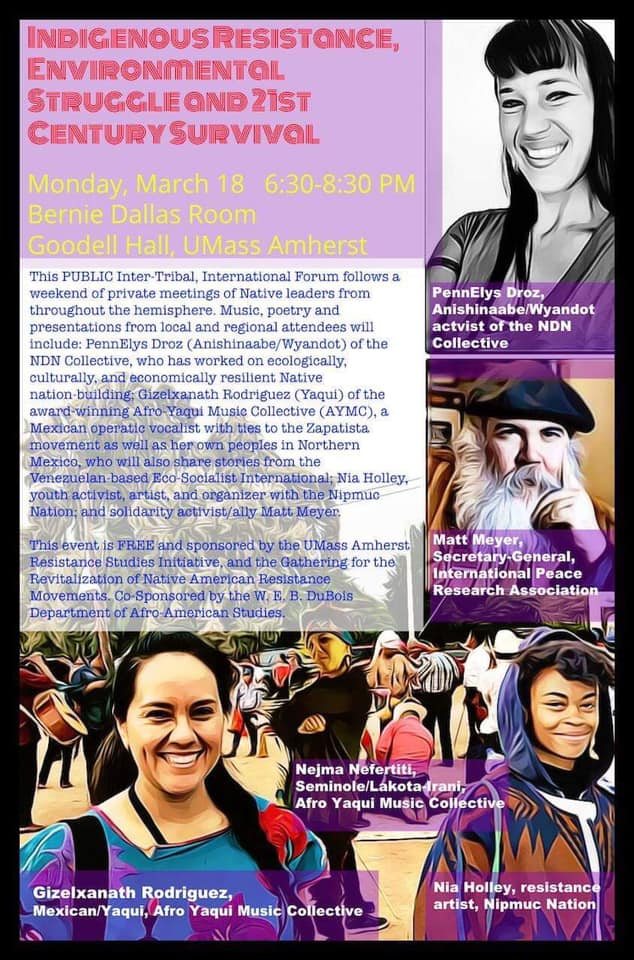 Indigenous Resistance,
Environmental
Struggle and 21st
Century Survival
Monday, March 18 6:30-8:30 PM
Bernie Dallas Room
Goodell Hall, UMass Amherst
This PUBLIC Inter-Tribal, International Forum follows a
weekend of private meetings of Native leaders from
throughout the hemisphere. Music, poetry and
presentations from local and regional attendees will
include: PennElys Droz (Anishinaabe/Wyandot) of the
NDN Collective, who has worked on ecologically,
culturally, and economically resilient Native
nation-building; Gizelxanath Rodriguez (Yaqui) of the
award-winning Afro-Yaqui Music Collective (AYMC), a
Mexican operatic vocalist with ties to the Zapatista
movement as well as her own peoples in Northern
Mexico, who will also share stories from the
Venezuelan-based Eco-Socialist International; Nia Holley,
youth activist, artist, and organizer with the Nipmuc
Nation; and solidarity activist/ally Matt Meyer.
This event is FREE and sponsored by the UMass Amherst
Resistance Studies Initiative, and the Gathering for the
Revitalization of Native American Resistance
Movements. Co-Sponsored by the W. E. B. DuBois
Department of Afro-American Studies.
PennElys Droz,
Anishinaabe/Wyandot
actvist of the NDN
Collective
Matt Meyer,
Secretary-General,
International Peace
Research Association
Nejma Nefertiti,
Seminole/Lakota-Irani,
Afro Yaqui Music Collective
Gizelxanath Rodriguez,
Mexican/Yaqui, Afro Yaqui Music Collective
Nia Holley, resistance
artist, Nipmuc Nation